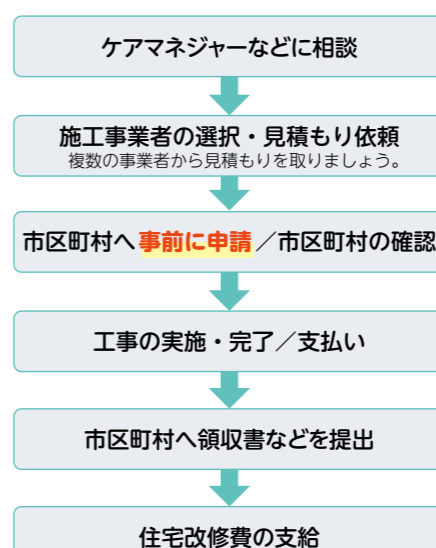 ケアマネジャーなどに相談
施工事業者の選択・見積もり依頼
複数の事業者から見積もりを取りましょう。
市区町村へ事前に申請／市区町村の確認
工事の実施・完了／支払い
市区町村へ領収書などを提出
住宅改修費の支給